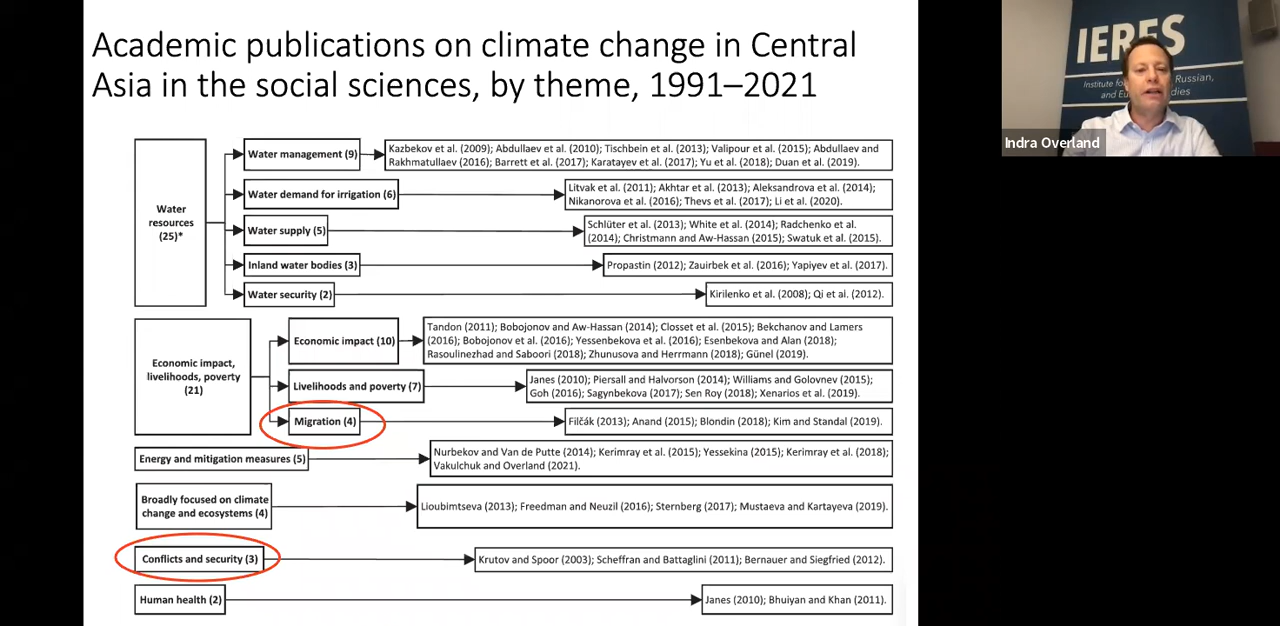 Academic publications on climate change in Central
Asia in the social sciences, by theme, 1991–2021
Water
resources
(25)*
Water management (9)
Kazbekov et al. (2009); Abdullaev et al. (2010); Tischbein et al. (2013); Valipour et al. (2015); Abdullaev and
Rakhmatullaev (2016); Barrett et al. (2017); Karatayev et al. (2017); Yu et al. (2018); Duan et al. (2019).
Water demand for irrigation (6)
Litvak et al. (2011); Akhtar et al. (2013); Aleksandrova et al. (2014);
Nikanorova et al. (2016); Thevs et al. (2017); Li et al. (2020).
Water supply (5)
Schlüter et al. (2013); White et al. (2014); Radchenko et al.
(2014); Christmann and Aw-Hassan (2015); Swatuk et al. (2015).
Inland water bodies (3)
Propastin (2012); Zauirbek et al. (2016); Yapiyev et al. (2017).
Water security (2)
Kirilenko et al. (2008); Qi et al. (2012).
Economic impact,
livelihoods, poverty
(21)
Economic impact (10)
Tandon (2011); Bobojonov and Aw-Hassan (2014); Closset et al. (2015); Bekchanov and Lamers
(2016); Bobojonov et al. (2016); Yessenbekova et al. (2016); Esenbekova and Alan (2018);
Rasoulinezhad and Saboori (2018); Zhunusova and Herrmann (2018); Günel (2019).
Livelihoods and poverty (7)
Janes (2010); Piersall and Halvorson (2014); Williams and Golovnev (2015);
Goh (2016); Sagynbekova (2017); Sen Roy (2018); Xenarios et al. (2019).
Migration (4)
Filčák (2013); Anand (2015); Blondin (2018); Kim and Standal (2019).
Energy and mitigation measures (5)
Nurbekov and Van de Putte (2014); Kerimray et al. (2015); Yessekina (2015); Kerimray et al. (2018);
Vakulchuk and Overland (2021).
Broadly focused on climate
change and ecosystems (4)
Lioubimtseva (2013); Freedman and Neuzil (2016); Sternberg (2017); Mustaeva and Kartayeva (2019).
Conflicts and security (3)
Krutov and Spoor (2003); Scheffran and Battaglini (2011); Bernauer and Siegfried (2012).
Human health (2)
Janes (2010); Bhuiyan and Khan (2011).
IERES
Institute for Russian,
and Eu dies
Indra Overland